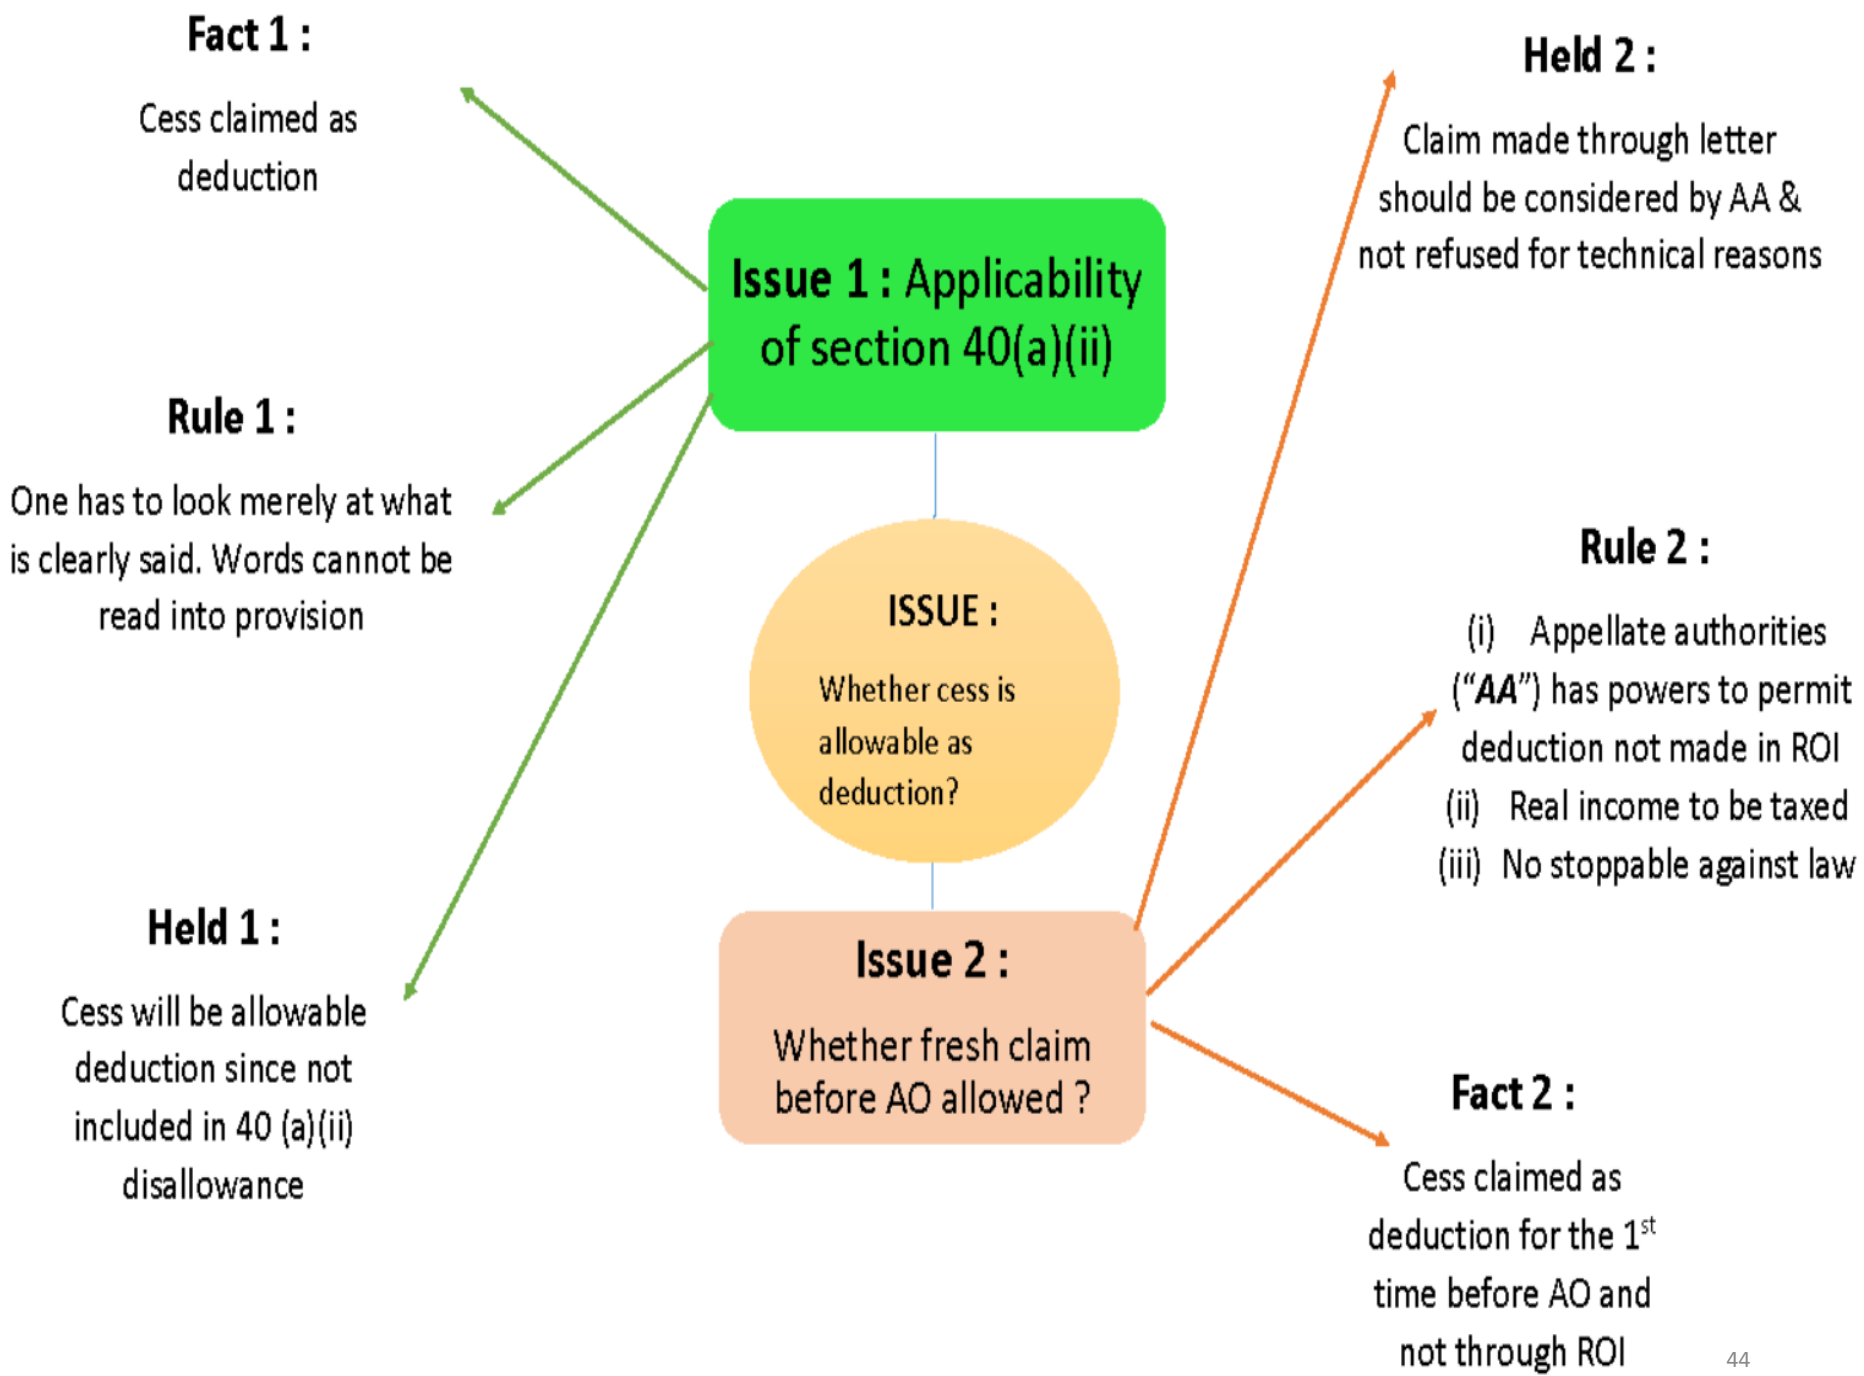 Fact 1 :
Cess claimed as
deduction
Rule 1 :
One has to look merely at what
is clearly said. Words cannot be
read into provision
Held 1 :
Cess will be allowable
deduction since not
included in 40 (a)(ii)
disallowance
Issue 1 : Applicability
of section 40(a)(ii)
ISSUE :
Whether cess is
allowable as
deduction?
Issue 2 :
Whether fresh claim
before AO allowed ?
Held 2 :
Claim made through letter
should be considered by AA &
not refused for technical reasons
Rule 2 :
(i) Appellate authorities
(“AA”) has powers to permit
deduction not made in ROI
(ii) Real income to be taxed
(iii) No stoppable against law
Fact 2 :
Cess claimed as
deduction for the 1st
time before AO and
not through ROI
44